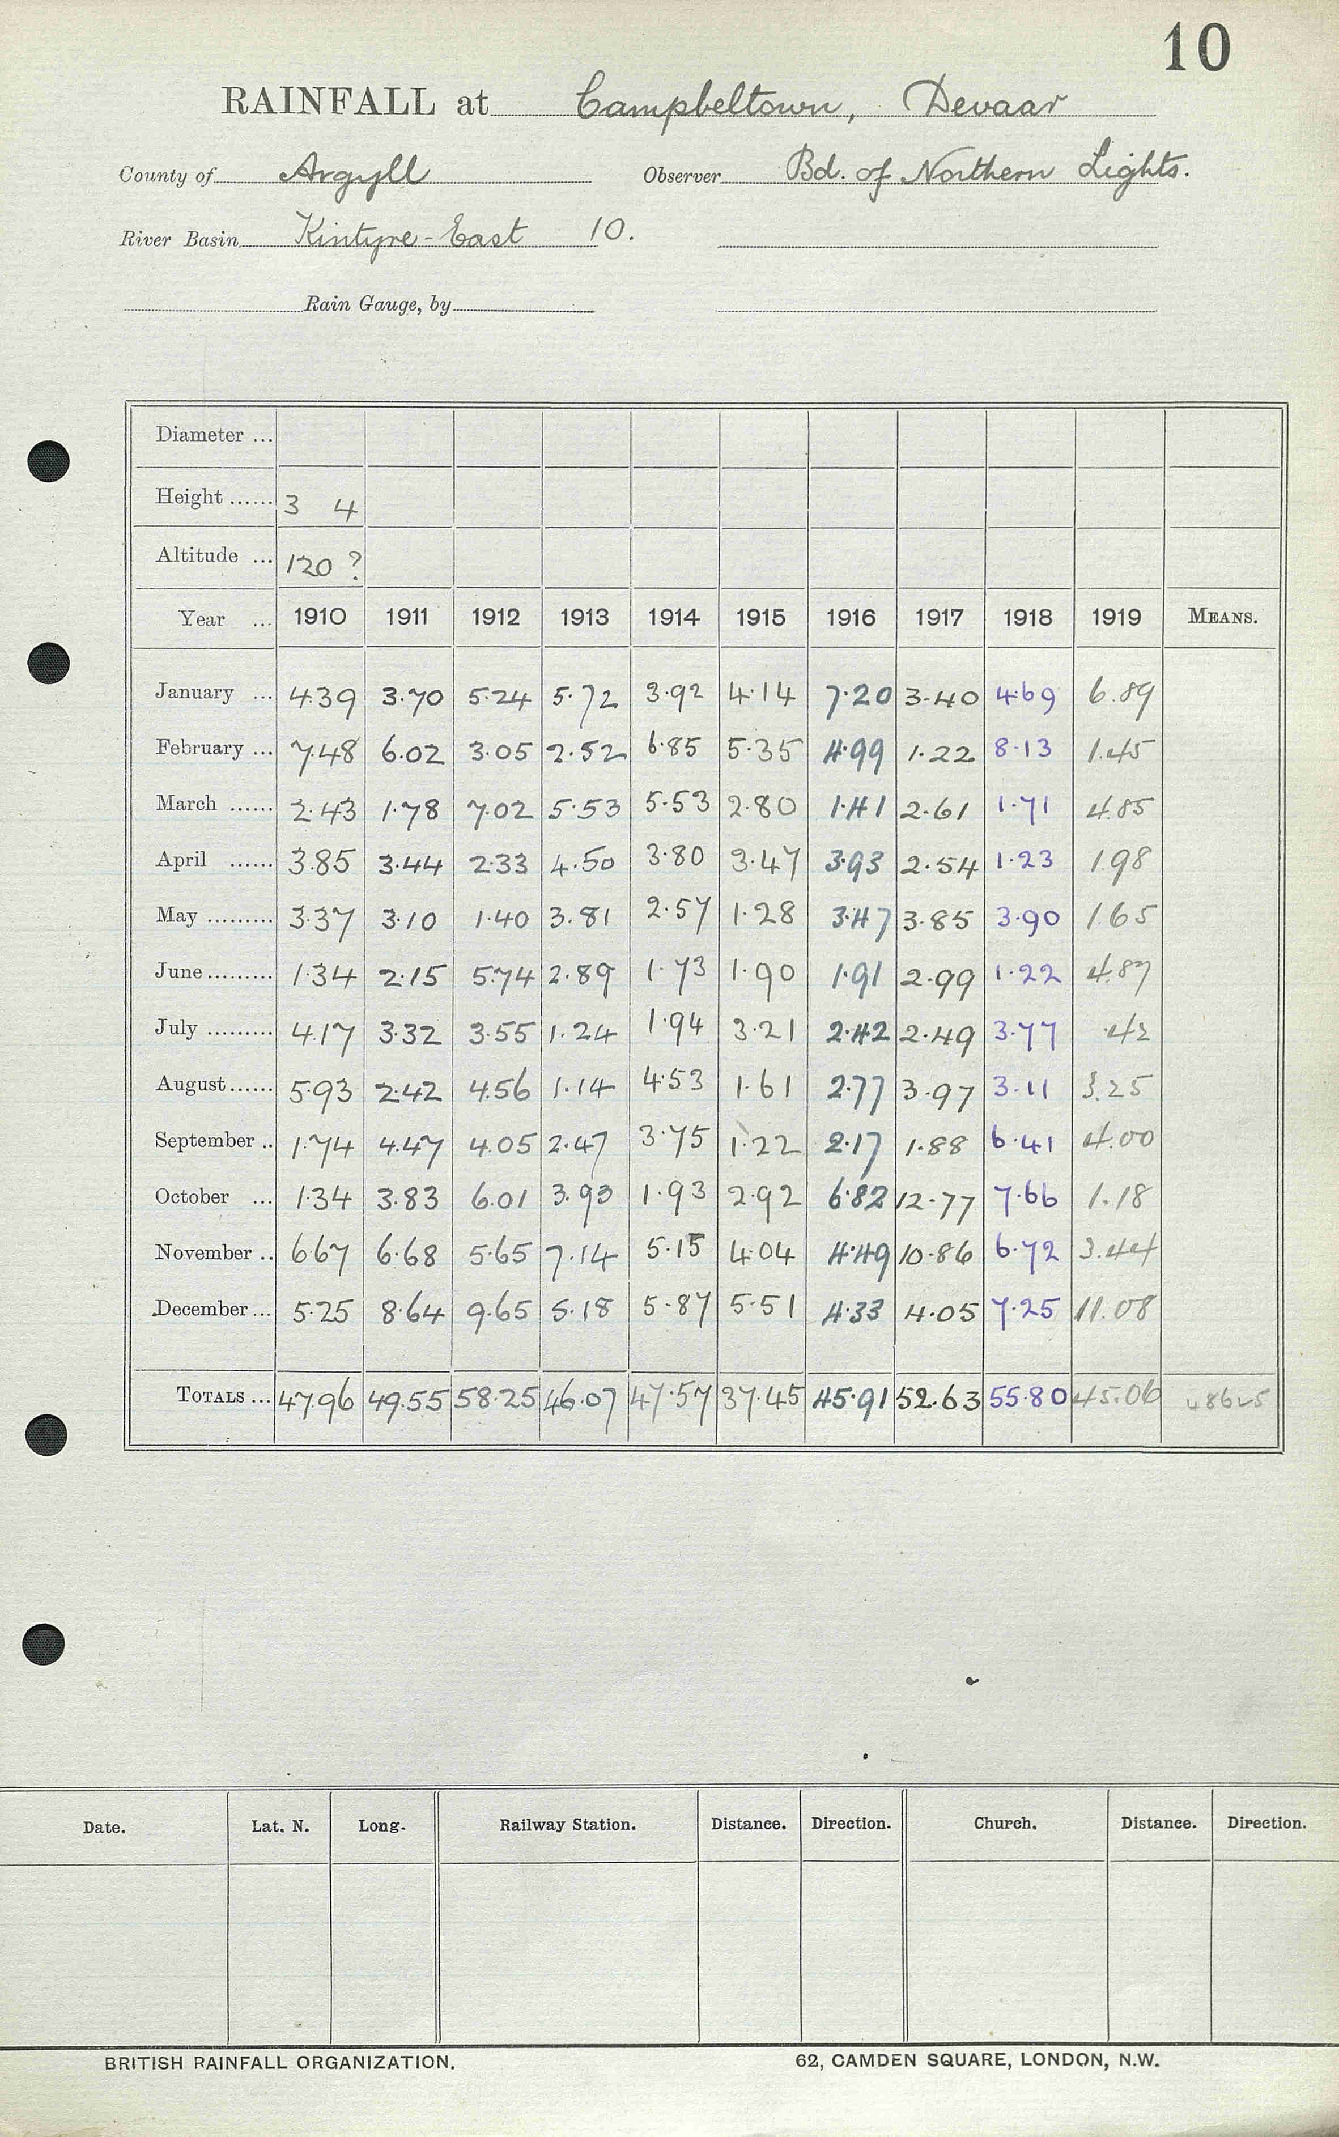 10
RAINFALL at Campbeltown, Devaar
County of Argyll Observer Bd. of Northern Lights.
River Basin Kintyre-East 10.
Rain Gauge, by
Diameter ...
Height ...... 3 4
Altitude ... 120 ?
Year ... 1910 1911 1912 1913 1914 1915 1916 1917 1918 1919 MEANS.
January ... 4.39 3.70 5.24 5.72 3.92 4.14 7.20 3.40 4.69 6.89
February ... 7.48 6.02 3.05 2.52 6.85 5.35 4.99 1.22 8.13 1.45
March ...... 2.43 1.78 7.02 5.53 5.53 2.80 1.41 2.61 1.71 4.85
April ...... 3.85 3.44 2.33 4.50 3.80 3.47 3.93 2.54 1.23 1.98
May ......... 3.37 3.10 1.40 3.81 2.57 1.28 3.47 3.85 3.90 1.65
June ......... 1.34 2.15 5.74 2.89 1.73 1.90 1.91 2.99 1.22 4.87
July ......... 4.17 3.32 3.55 1.24 1.94 3.21 2.42 2.49 3.77 .42
August ...... 5.93 2.42 4.56 1.14 4.53 1.61 2.77 3.97 3.11 3.25
September .. 1.74 4.47 4.05 2.47 3.75 1.22 2.17 1.88 6.41 4.00
October ... 1.34 3.83 6.01 3.93 1.93 2.92 6.82 12.77 7.66 1.18
November .. 6.67 6.68 5.65 7.14 5.15 4.04 4.49 10.86 6.72 3.44
December ... 5.25 8.64 9.65 5.18 5.87 5.51 4.33 4.05 7.25 11.08
TOTALS ... 47.96 49.55 58.25 46.07 47.57 37.45 45.91 52.63 55.80 45.06
Date. Lat. N. Long. Railway Station. Distance. Direction. Church. Distance. Direction.
BRITISH RAINFALL ORGANIZATION. 62, CAMDEN SQUARE, LONDON, N.W.